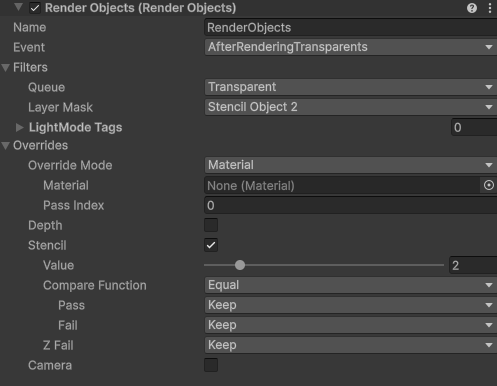 Render Objects (Render Objects)
Name RenderObjects
Event AfterRenderingTransparents
Filters
Queue Transparent
Layer Mask Stencil Object 2
LightMode Tags 0
Overrides
Override Mode Material
Material None (Material)
Pass Index 0
Depth
Stencil
Value 2
Compare Function Equal
Pass Keep
Fail Keep
Z Fail Keep
Camera